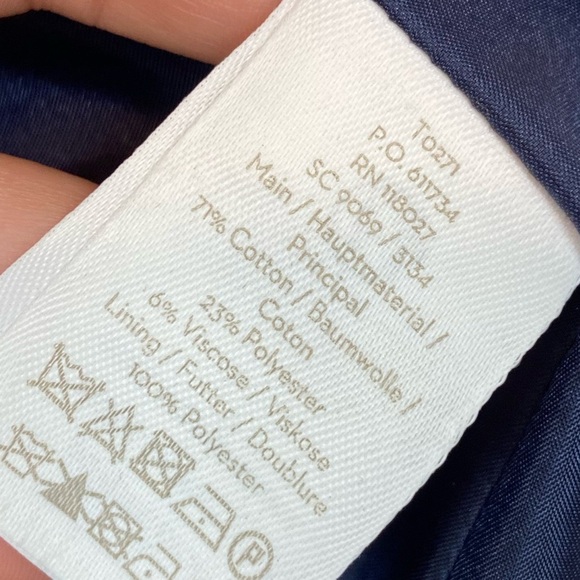 T0271
P.O. 611734
RN 118027
SC 9069 / 3134
Main / Hauptmaterial /
Principal
71% Cotton / Baumwolle /
Coton
23% Polyester
6% Viscose / Viskose
Lining / Futter / Doublure
100% Polyester
P